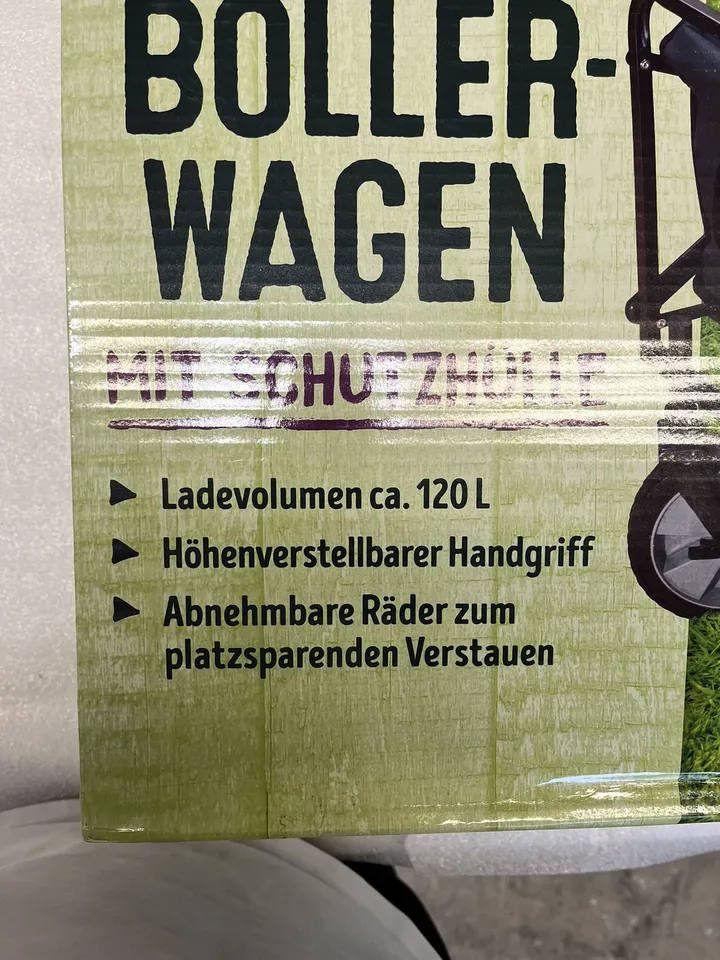 BOLLER-
WAGEN
MIT SCHUTZHÜLLE
Ladevolumen ca. 120 L
Höhenverstellbarer Handgriff
Abnehmbare Räder zum
platzsparenden Verstauen